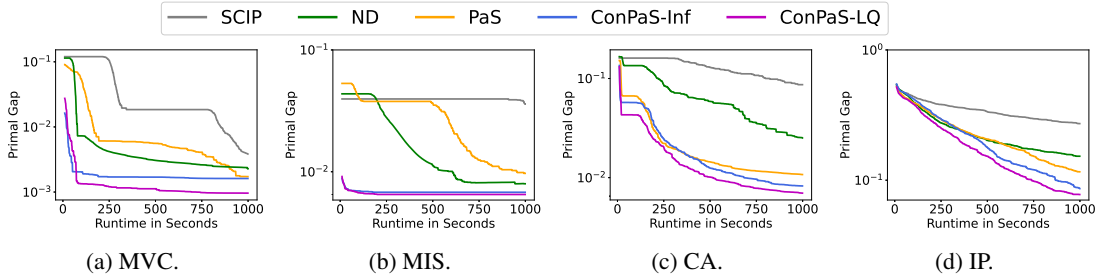 SCIP ND PaS ConPaS-Inf ConPaS-LQ
Primal Gap
10⁻¹
10⁻²
10⁻³
0 250 500 750 1000
Runtime in Seconds
(a) MVC.
Primal Gap
10⁻¹
10⁻²
0 250 500 750 1000
Runtime in Seconds
(b) MIS.
Primal Gap
10⁻¹
10⁻²
0 250 500 750 1000
Runtime in Seconds
(c) CA.
Primal Gap
10⁰
10⁻¹
0 250 500 750 1000
Runtime in Seconds
(d) IP.